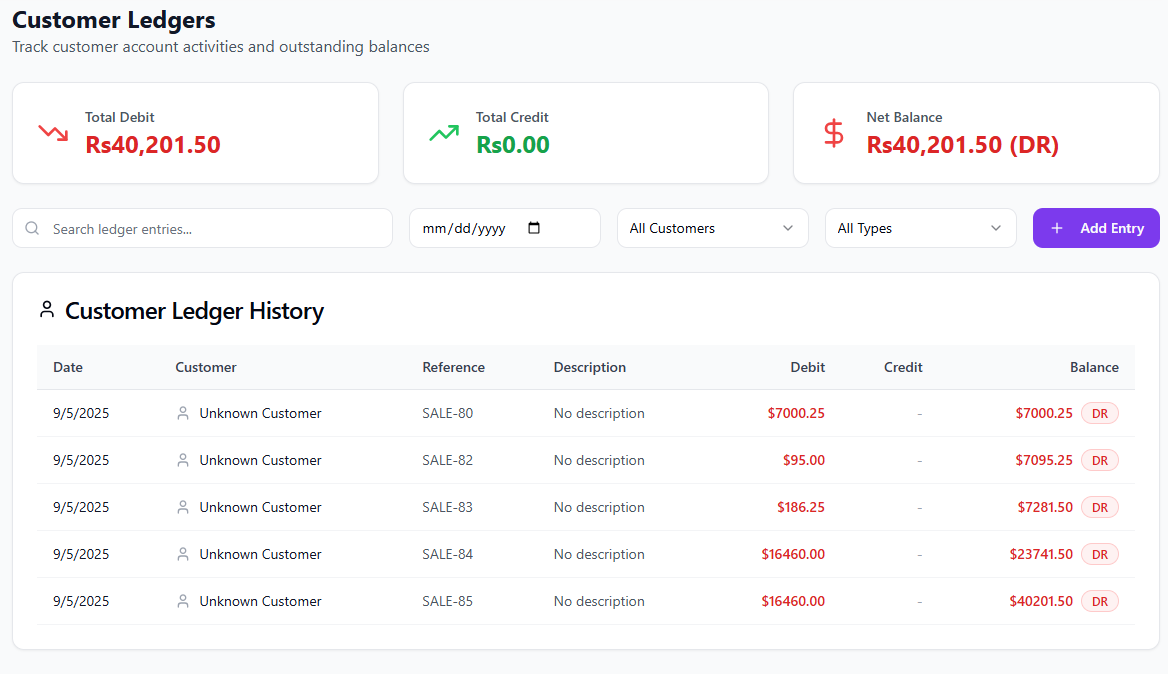 Customer Ledgers
Track customer account activities and outstanding balances
Total Debit
Rs40,201.50
Total Credit
Rs0.00
Net Balance
Rs40,201.50 (DR)
Search ledger entries...
mm/dd/yyyy
All Customers
All Types
+ Add Entry
Customer Ledger History
Date Customer Reference Description Debit Credit Balance
9/5/2025 Unknown Customer SALE-80 No description $7000.25 - $7000.25 DR
9/5/2025 Unknown Customer SALE-82 No description $95.00 - $7095.25 DR
9/5/2025 Unknown Customer SALE-83 No description $186.25 - $7281.50 DR
9/5/2025 Unknown Customer SALE-84 No description $16460.00 - $23741.50 DR
9/5/2025 Unknown Customer SALE-85 No description $16460.00 - $40201.50 DR